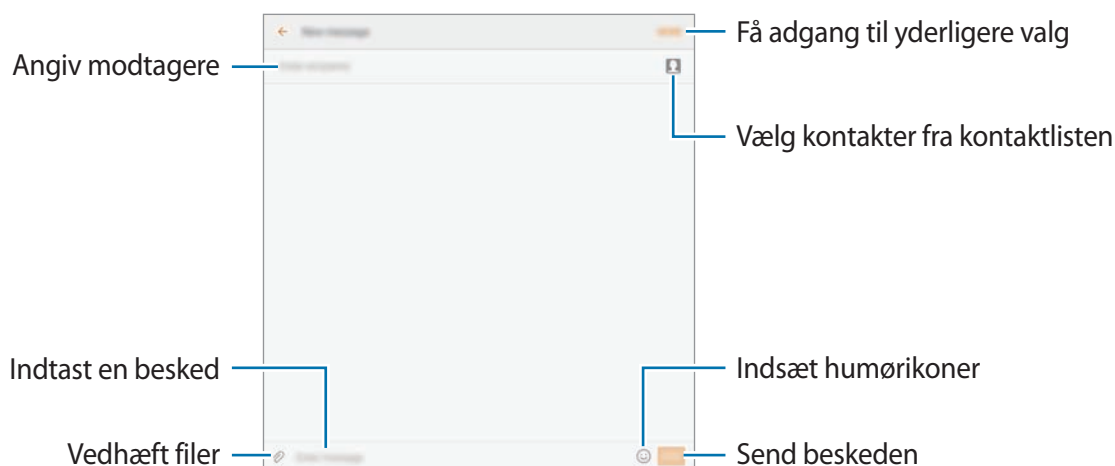 Få adgang til yderligere valg
Angiv modtagere
Vælg kontakter fra kontaktlisten
Indtast en besked
Indsæt humørikoner
Vedhæft filer
Send beskeden